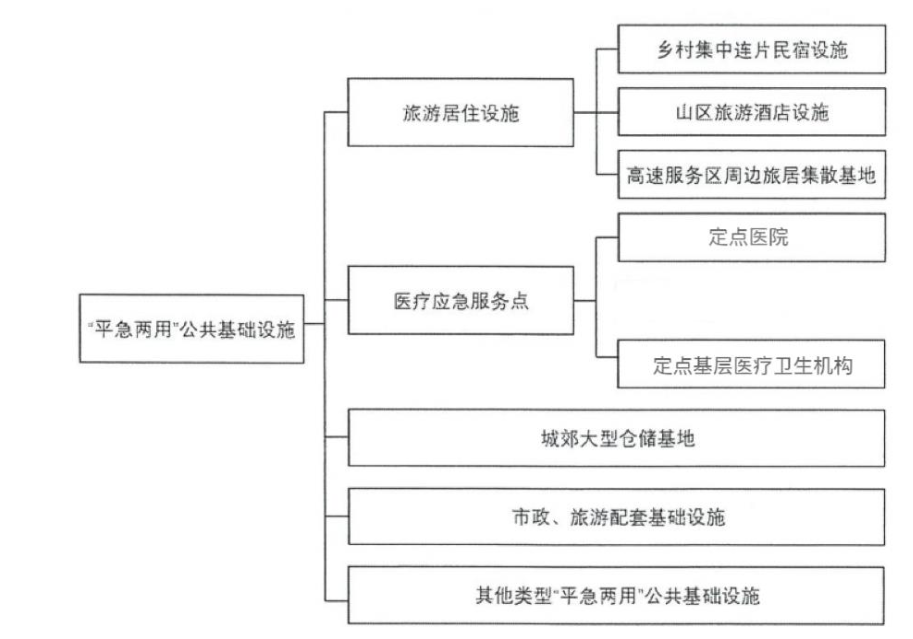 “平急两用”公共基础设施
旅游居住设施
乡村集中连片民宿设施
山区旅游酒店设施
高速服务区周边旅居集散基地
医疗应急服务点
定点医院
定点基层医疗卫生机构
城郊大型仓储基地
市政、旅游配套基础设施
其他类型“平急两用”公共基础设施